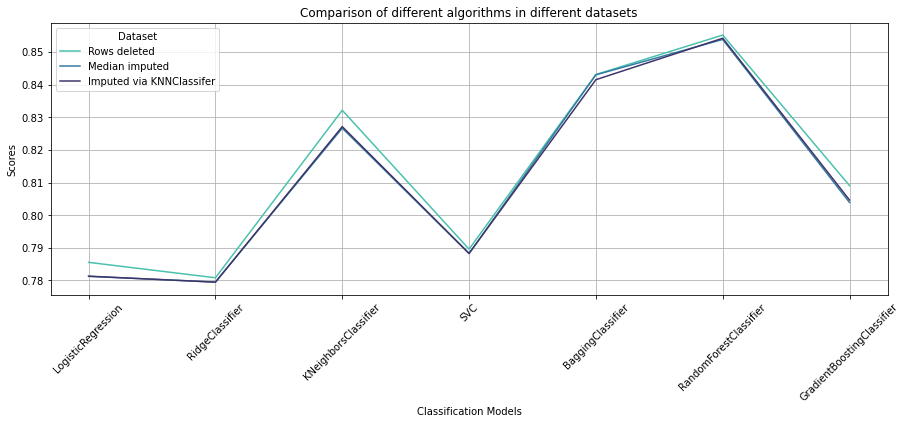 Comparison of different algorithms in different datasets
Dataset
Rows deleted
Median imputed
Imputed via KNNClassifer
Scores
0.85
0.84
0.83
0.82
0.81
0.80
0.79
0.78
LogisticRegression
RidgeClassifier
KNeighborsClassifier
SVC
BaggingClassifier
RandomForestClassifier
GradientBoostingClassifier
Classification Models